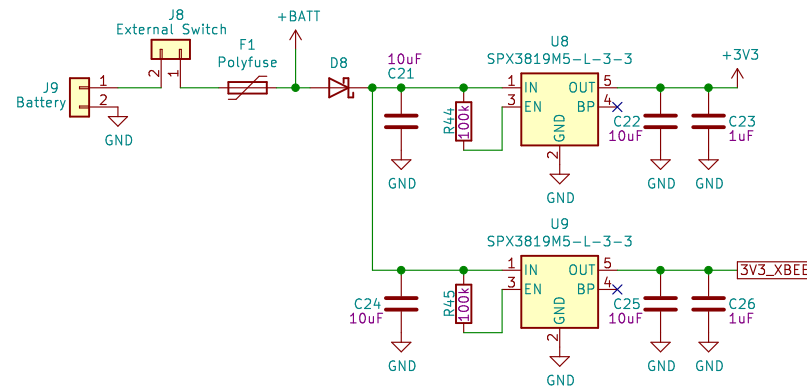 J8
External Switch
2
1
J9
Battery
1
2
GND
F1
Polyfuse
+BATT
D8
10uF
C21
GND
R44
100k
U8
SPX3819M5-L-3-3
1
IN
3
EN
OUT
5
BP
4
GND
2
GND
C22
10uF
GND
C23
1uF
GND
+3V3
C24
10uF
GND
R45
100k
U9
SPX3819M5-L-3-3
1
IN
3
EN
OUT
5
BP
4
GND
2
GND
C25
10uF
GND
C26
1uF
GND
3V3_XBEE